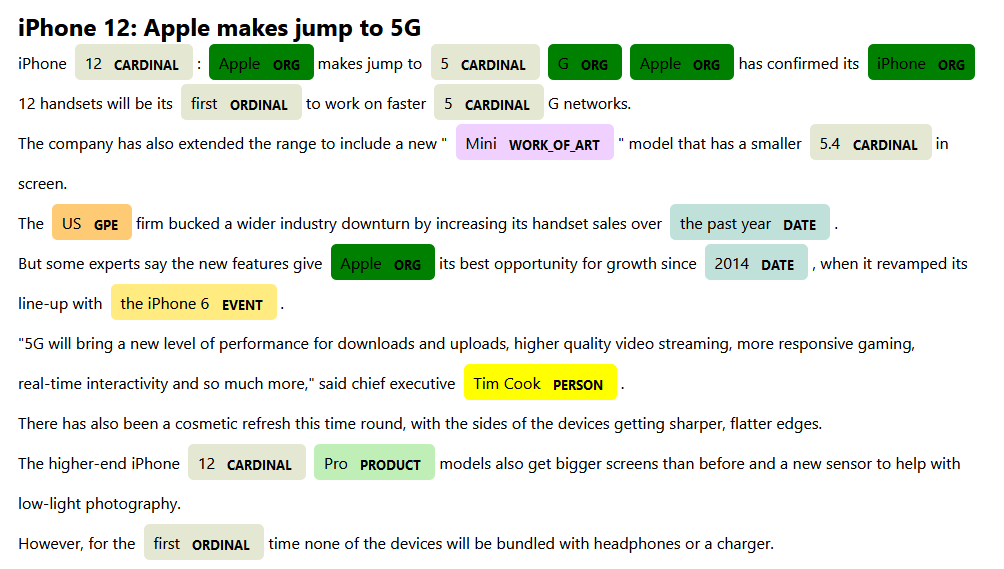 iPhone 12: Apple makes jump to 5G
iPhone 12 CARDINAL : Apple ORG makes jump to 5 CARDINAL G ORG Apple ORG has confirmed its iPhone ORG
12 handsets will be its first ORDINAL to work on faster 5 CARDINAL G networks.
The company has also extended the range to include a new " Mini WORK_OF_ART " model that has a smaller 5.4 CARDINAL in
screen.
The US GPE firm bucked a wider industry downturn by increasing its handset sales over the past year DATE .
But some experts say the new features give Apple ORG its best opportunity for growth since 2014 DATE , when it revamped its
line-up with the iPhone 6 EVENT .
"5G will bring a new level of performance for downloads and uploads, higher quality video streaming, more responsive gaming,
real-time interactivity and so much more," said chief executive Tim Cook PERSON .
There has also been a cosmetic refresh this time round, with the sides of the devices getting sharper, flatter edges.
The higher-end iPhone 12 CARDINAL Pro PRODUCT models also get bigger screens than before and a new sensor to help with
low-light photography.
However, for the first ORDINAL time none of the devices will be bundled with headphones or a charger.